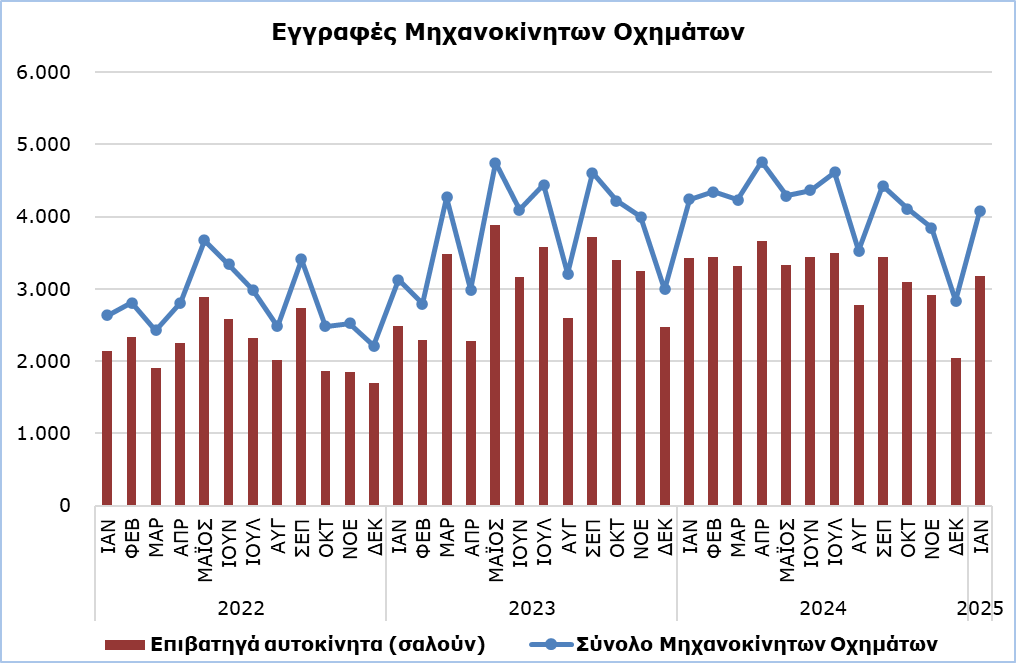 Εγγραφές Μηχανοκίνητων Οχημάτων
6.000
5.000
4.000
3.000
2.000
1.000
0
ΙΑΝ ΦΕΒ ΜΑΡ ΑΠΡ ΜΑΪΟΣ ΙΟΥΝ ΙΟΥΛ ΑΥΓ ΣΕΠ ΟΚΤ ΝΟΕ ΔΕΚ ΙΑΝ ΦΕΒ ΜΑΡ ΑΠΡ ΜΑΪΟΣ ΙΟΥΝ ΙΟΥΛ ΑΥΓ ΣΕΠ ΟΚΤ ΝΟΕ ΔΕΚ ΙΑΝ ΦΕΒ ΜΑΡ ΑΠΡ ΜΑΪΟΣ ΙΟΥΝ ΙΟΥΛ ΑΥΓ ΣΕΠ ΟΚΤ ΝΟΕ ΔΕΚ ΙΑΝ
2022 2023 2024 2025
Επιβατηγά αυτοκίνητα (σαλούν) Σύνολο Μηχανοκίνητων Οχημάτων